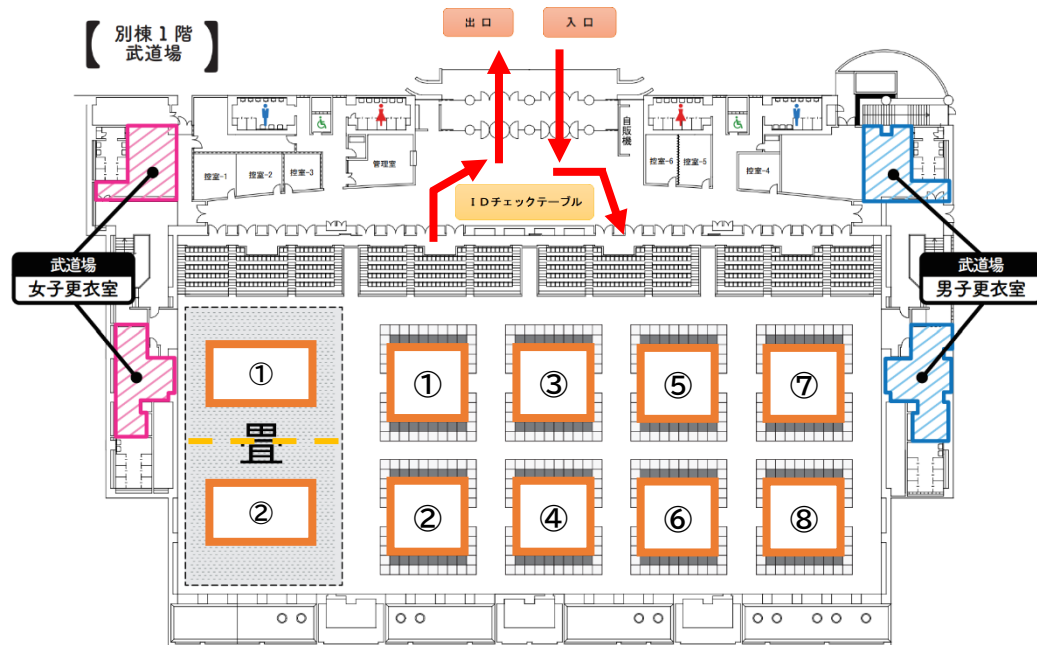 出口
入口
【別棟1階
武道場】
自販機
控室-1
控室-2
控室-3
管理室
控室-6
控室-5
控室-4
IDチェックテーブル
武道場
女子更衣室
武道場
男子更衣室
①
①
③
⑤
⑦
畳
②
②
④
⑥
⑧